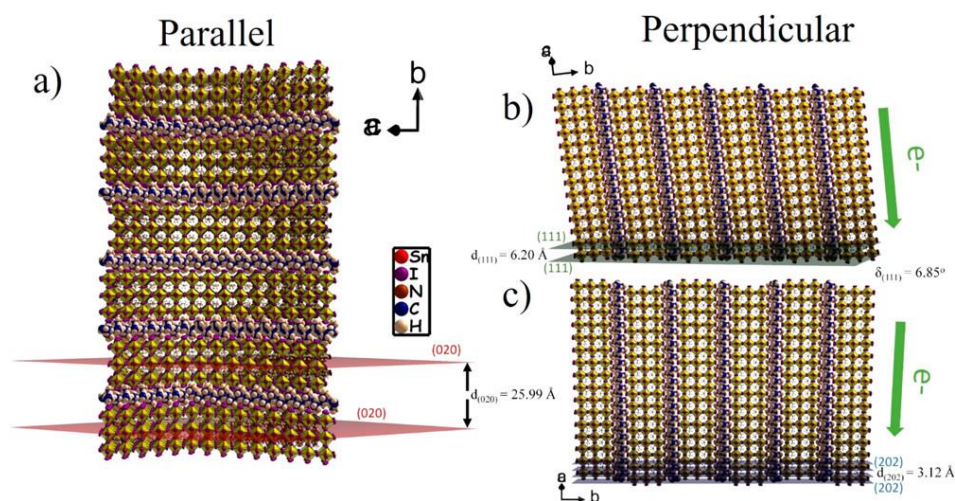 Parallel
Perpendicular
a)
b
a
Sn
I
N
C
H
(020)
(020)
d(020) = 25.99 Å
a
b
b)
e-
(111)
d(111) = 6.20 Å
(111)
δ(111) = 6.85°
c)
e-
(202)
d(202) = 3.12 Å
(202)
a
b